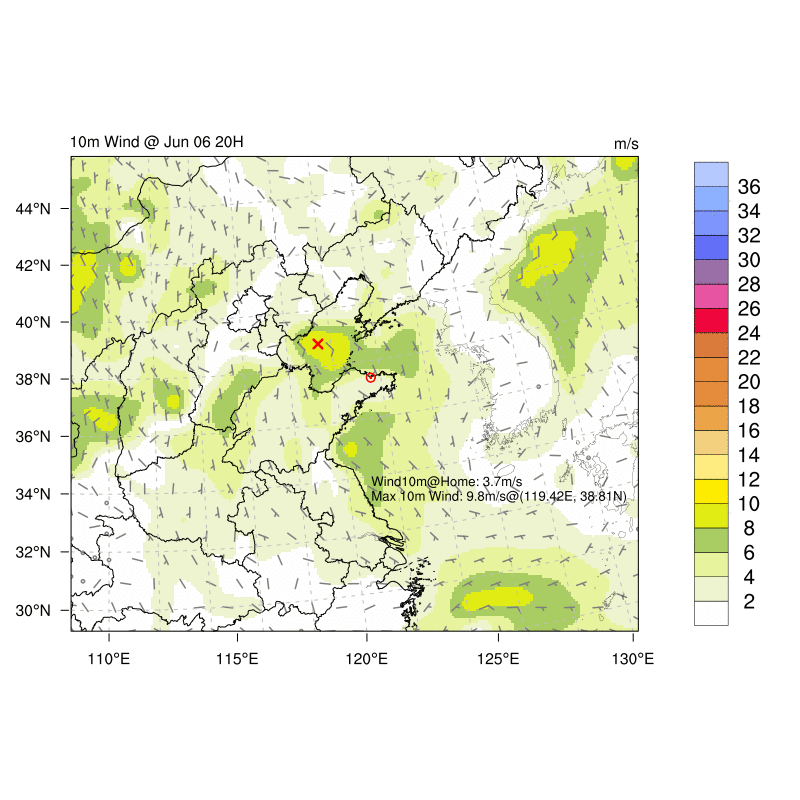 10m Wind @ Jun 06 20H
m/s
44°N
42°N
40°N
38°N
36°N
34°N
32°N
30°N
110°E
115°E
120°E
125°E
130°E
Wind10m@Home: 3.7m/s
Max 10m Wind: 9.8m/s@(119.42E, 38.81N)
36
34
32
30
28
26
24
22
20
18
16
14
12
10
8
6
4
2